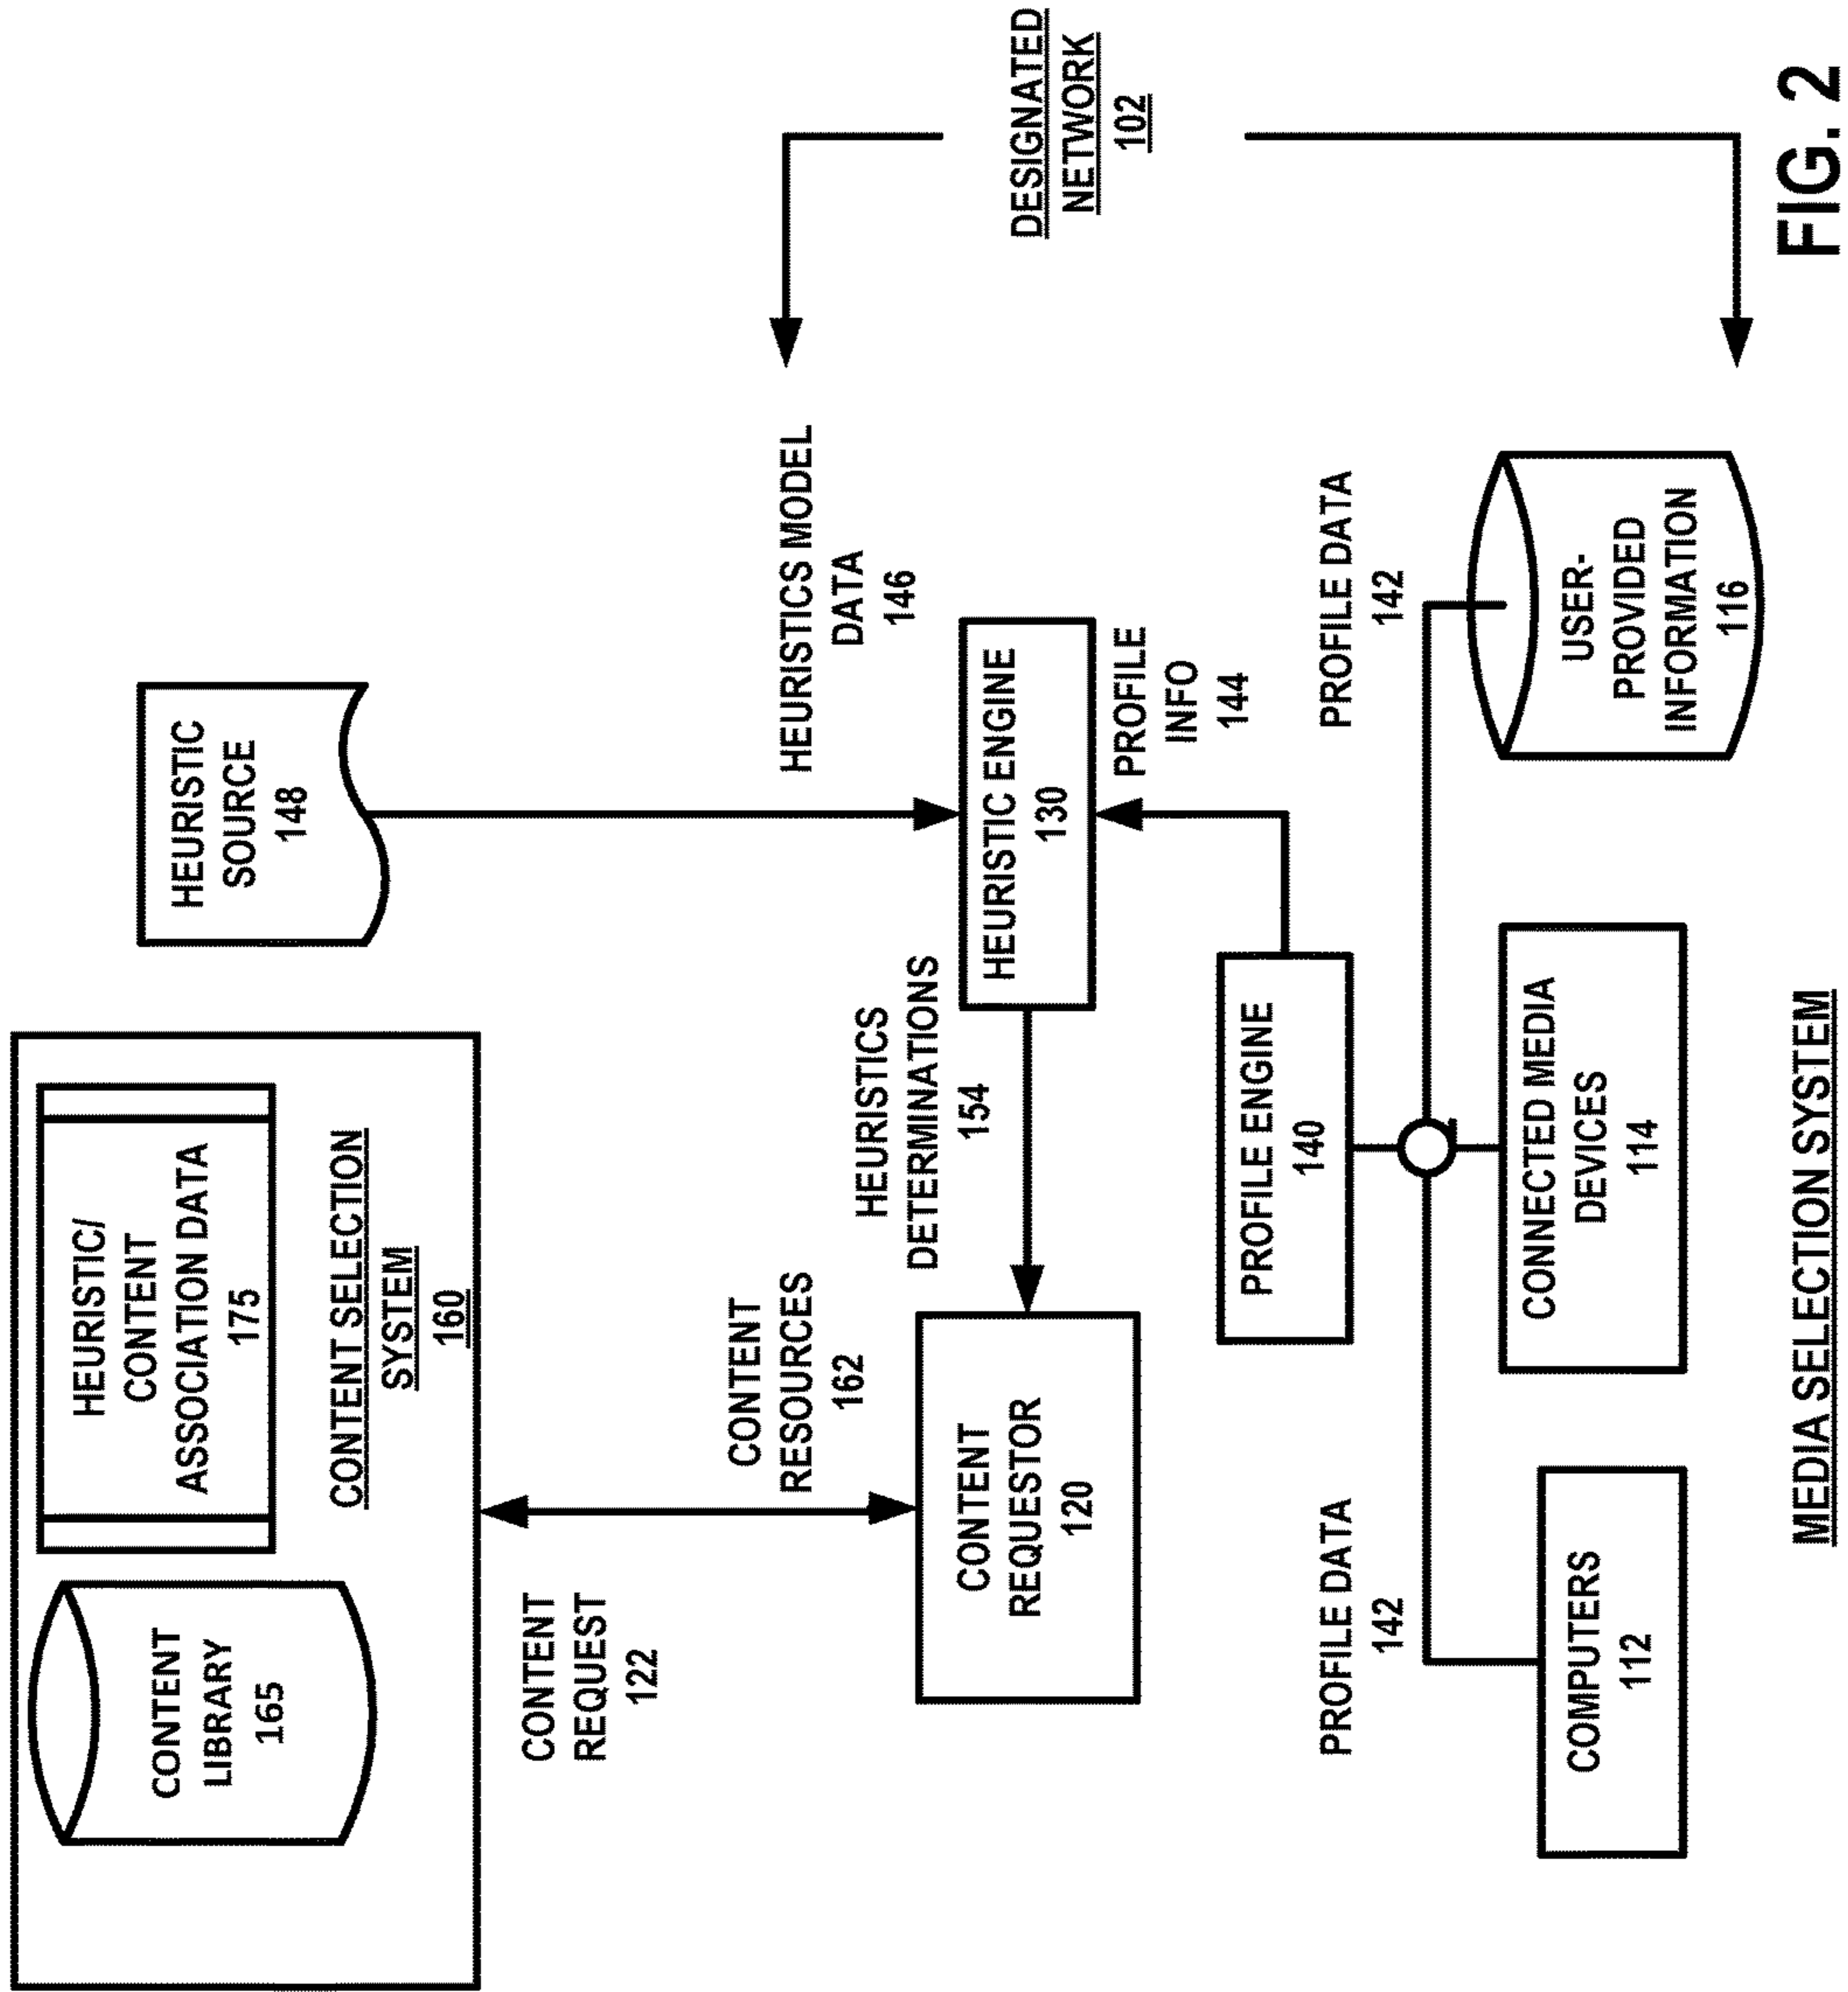 CONTENT
LIBRARY
165
HEURISTIC/
CONTENT
ASSOCIATION DATA
175
CONTENT SELECTION
SYSTEM
160
HEURISTIC
SOURCE
148
CONTENT
REQUEST
122
CONTENT
RESOURCES
162
HEURISTICS MODEL
DATA
146
HEURISTICS
DETERMINATIONS
154
CONTENT
REQUESTOR
120
HEURISTIC ENGINE
130
DESIGNATED
NETWORK
102
PROFILE
INFO
144
PROFILE ENGINE
140
PROFILE DATA
142
PROFILE DATA
142
COMPUTERS
112
CONNECTED MEDIA
DEVICES
114
USER-
PROVIDED
INFORMATION
116
MEDIA SELECTION SYSTEM
FIG. 2